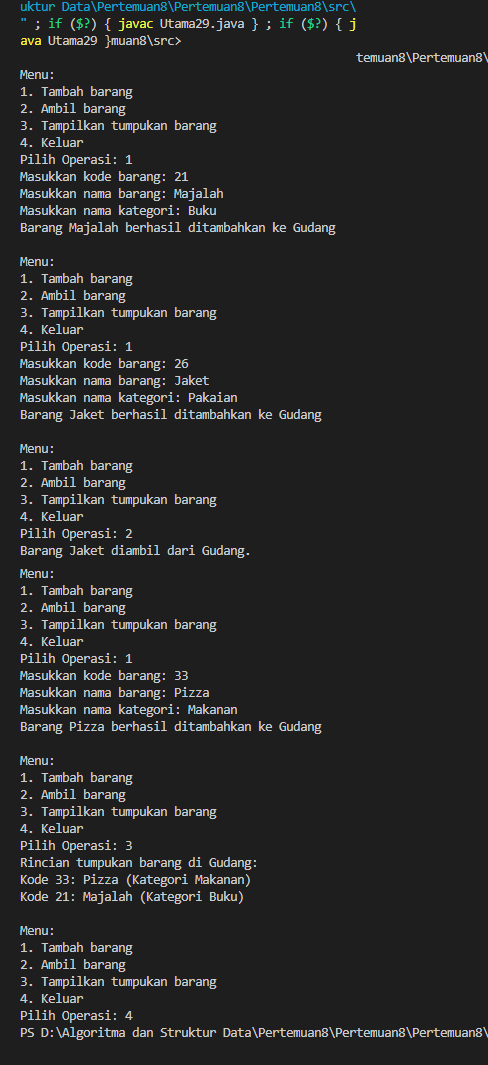 uktur Data\Pertemuan8\Pertemuan8\Pertemuan8\src\
" ; if ($?) { javac Utama29.java } ; if ($?) { j
ava Utama29 }muan8\src>
temuan8\Pertemuan8\
Menu:
1. Tambah barang
2. Ambil barang
3. Tampilkan tumpukan barang
4. Keluar
Pilih Operasi: 1
Masukkan kode barang: 21
Masukkan nama barang: Majalah
Masukkan nama kategori: Buku
Barang Majalah berhasil ditambahkan ke Gudang
Menu:
1. Tambah barang
2. Ambil barang
3. Tampilkan tumpukan barang
4. Keluar
Pilih Operasi: 1
Masukkan kode barang: 26
Masukkan nama barang: Jaket
Masukkan nama kategori: Pakaian
Barang Jaket berhasil ditambahkan ke Gudang
Menu:
1. Tambah barang
2. Ambil barang
3. Tampilkan tumpukan barang
4. Keluar
Pilih Operasi: 2
Barang Jaket diambil dari Gudang.
Menu:
1. Tambah barang
2. Ambil barang
3. Tampilkan tumpukan barang
4. Keluar
Pilih Operasi: 1
Masukkan kode barang: 33
Masukkan nama barang: Pizza
Masukkan nama kategori: Makanan
Barang Pizza berhasil ditambahkan ke Gudang
Menu:
1. Tambah barang
2. Ambil barang
3. Tampilkan tumpukan barang
4. Keluar
Pilih Operasi: 3
Rincian tumpukan barang di Gudang:
Kode 33: Pizza (Kategori Makanan)
Kode 21: Majalah (Kategori Buku)
Menu:
1. Tambah barang
2. Ambil barang
3. Tampilkan tumpukan barang
4. Keluar
Pilih Operasi: 4
PS D:\Algoritma dan Struktur Data\Pertemuan8\Pertemuan8\Pertemuan8\